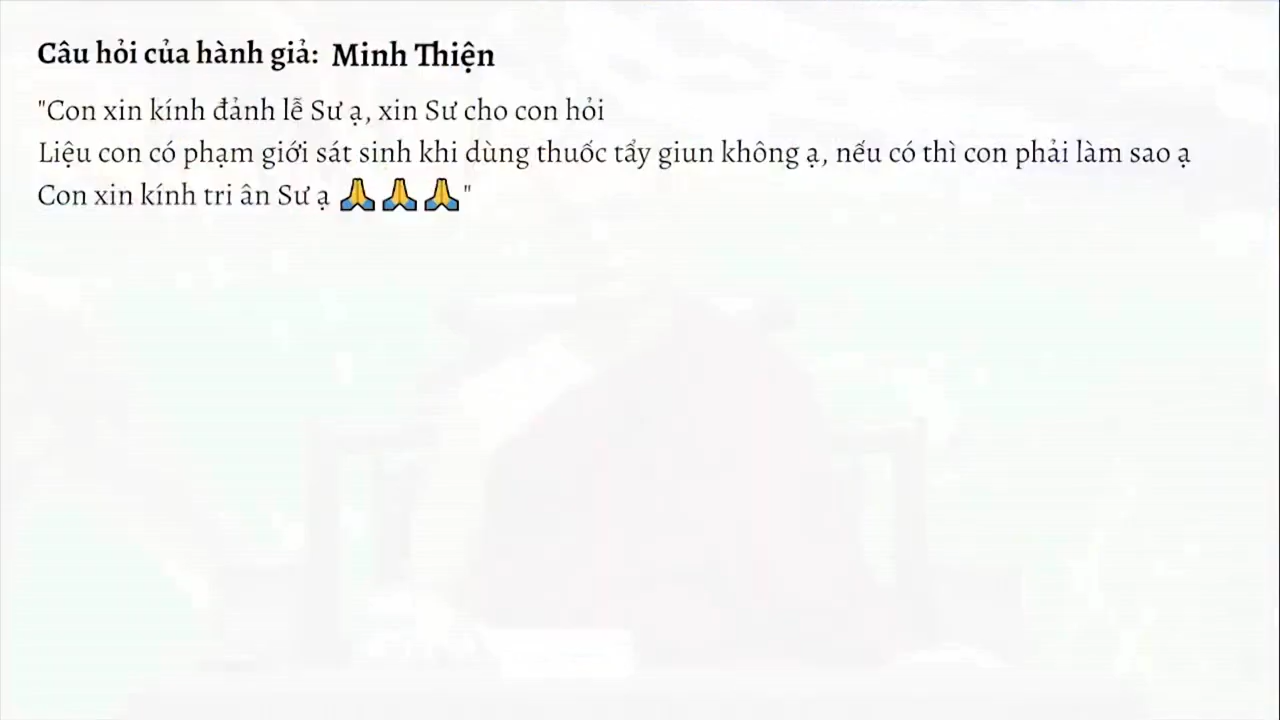 Câu hỏi của hành giả: Minh Thiện
"Con xin kính đảnh lễ Sư ạ, xin Sư cho con hỏi
Liệu con có phạm giới sát sinh khi dùng thuốc tẩy giun không ạ, nếu có thì con phải làm sao ạ
Con xin kính tri ân Sư ạ 🙏🙏🙏"